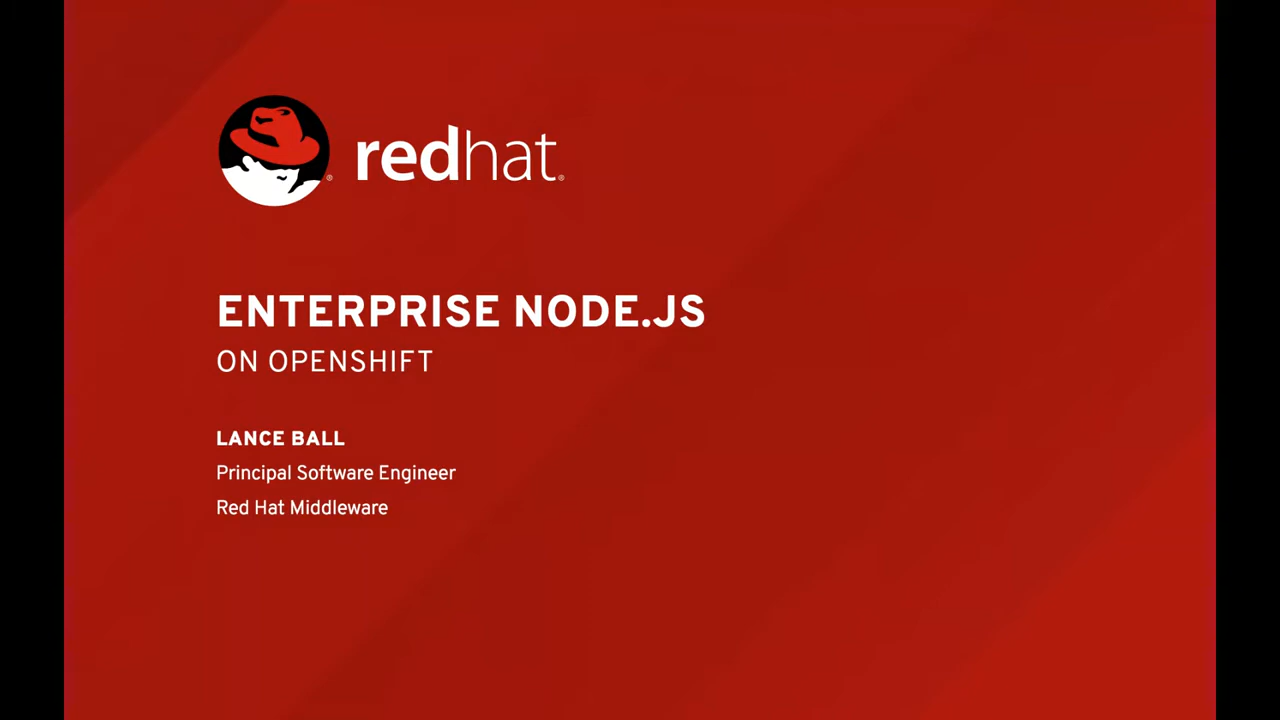 redhat®
ENTERPRISE NODE.JS
ON OPENSHIFT
LANCE BALL
Principal Software Engineer
Red Hat Middleware